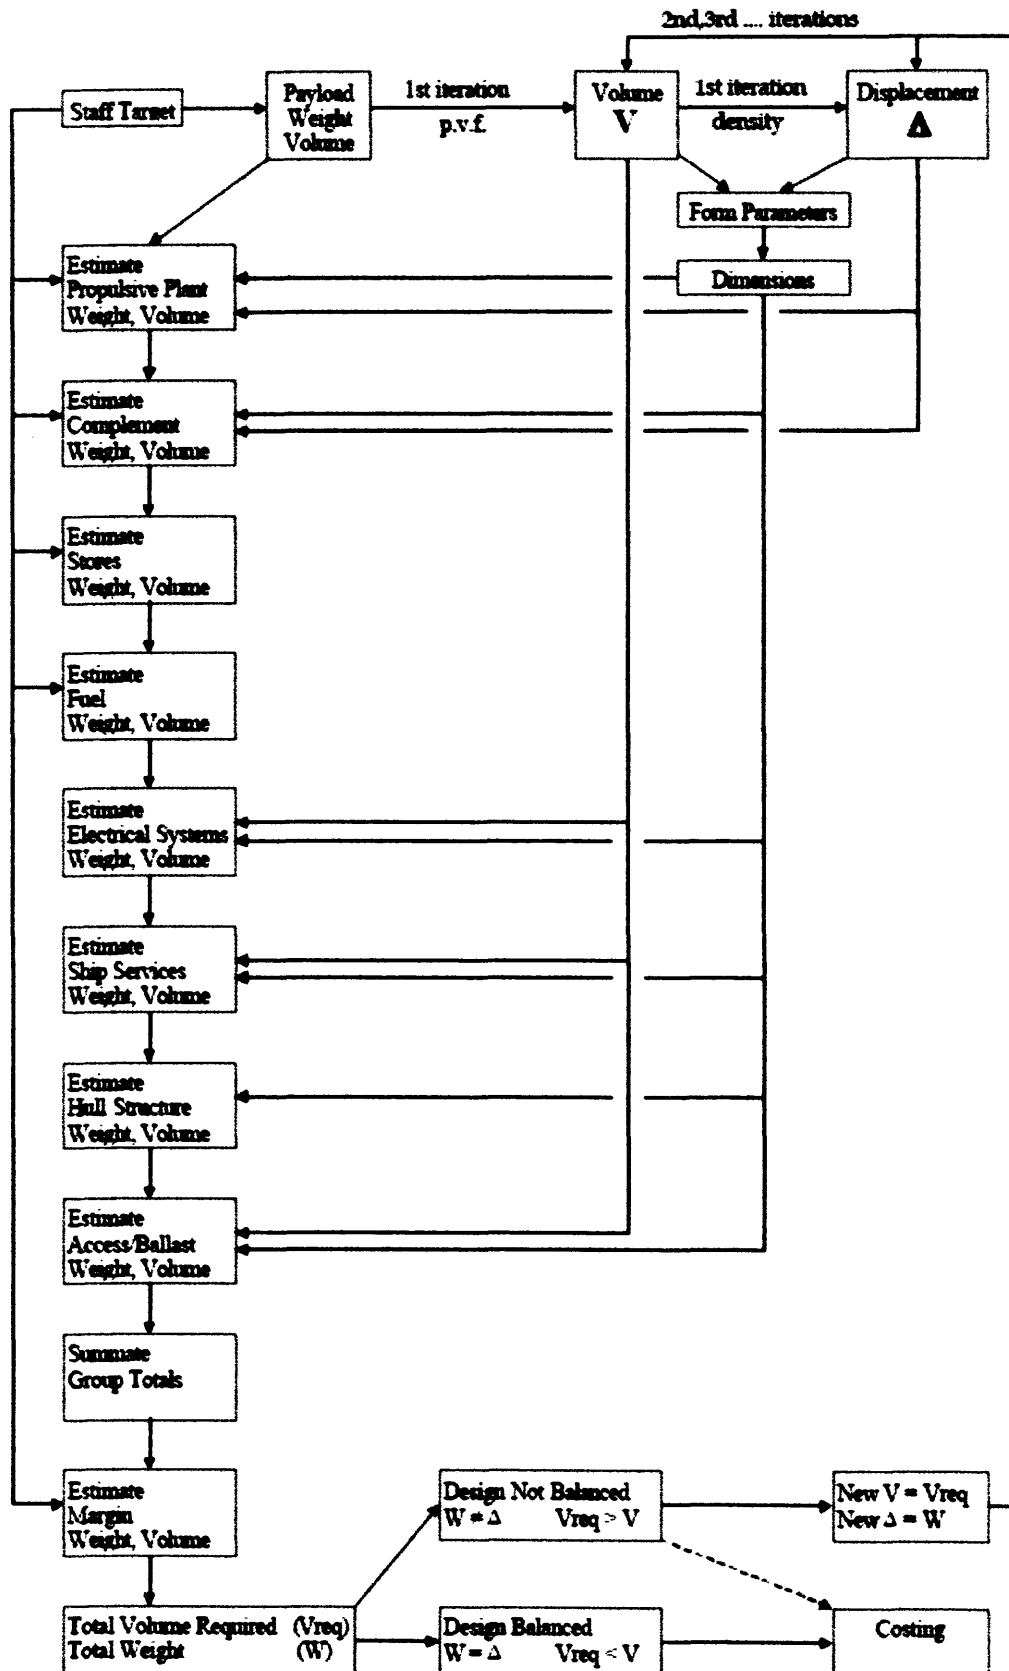 2nd,3rd .... iterations
Staff Target
Payload
Weight
Volume
1st iteration
p.v.f.
Volume
V
1st iteration
density
Displacement
Δ
Form Parameters
Dimensions
Estimate
Propulsive Plant
Weight, Volume
Estimate
Complement
Weight, Volume
Estimate
Stores
Weight, Volume
Estimate
Fuel
Weight, Volume
Estimate
Electrical Systems
Weight, Volume
Estimate
Ship Services
Weight, Volume
Estimate
Hull Structure
Weight, Volume
Estimate
Access/Ballast
Weight, Volume
Summate
Group Totals
Estimate
Margin
Weight, Volume
Design Not Balanced
W ≠ Δ Vreq > V
New V = Vreq
New Δ = W
Total Volume Required (Vreq)
Total Weight (W)
Design Balanced
W = Δ Vreq < V
Costing